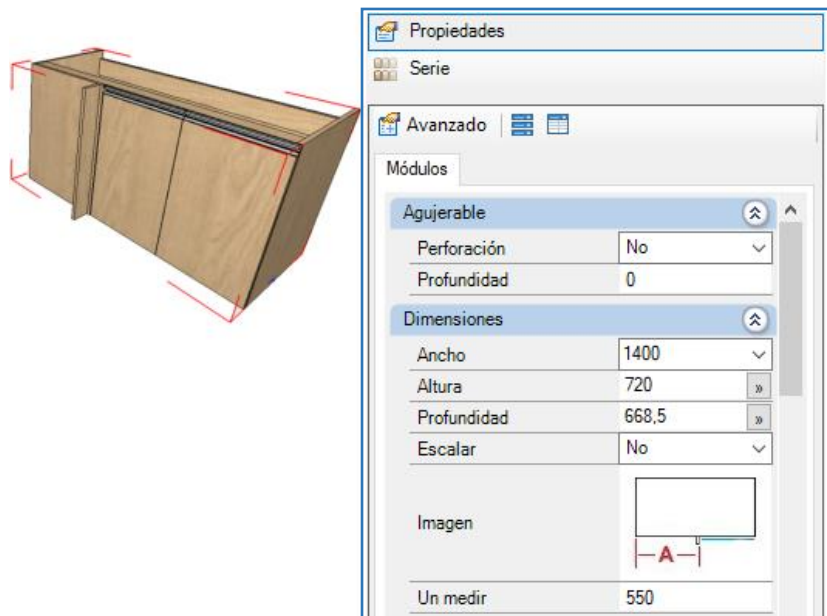 Propiedades
Serie
Avanzado
Módulos
Agujerable
Perforación No
Profundidad 0
Dimensiones
Ancho 1400
Altura 720 »
Profundidad 668,5 »
Escalar No
Imagen
A
Un medir 550